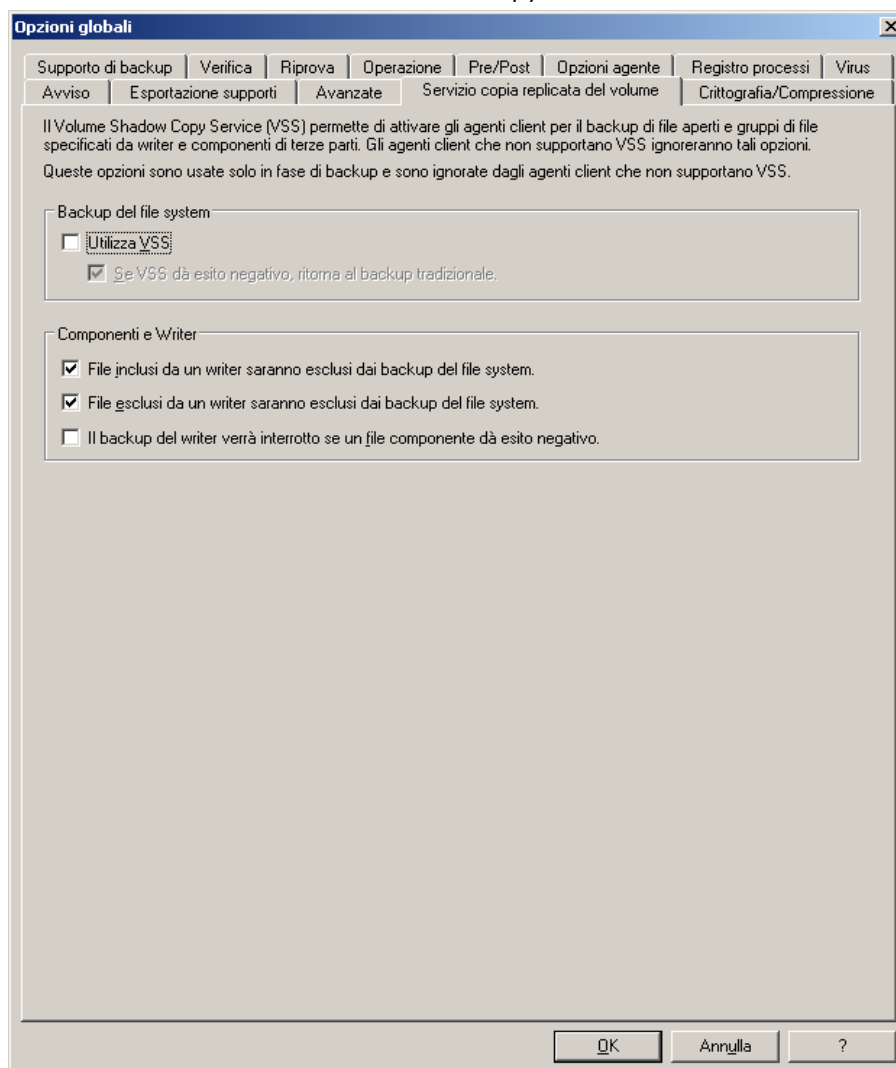 Opzioni globali
Supporto di backup Verifica Riprova Operazione Pre/Post Opzioni agente Registro processi Virus
Avviso Esportazione supporti Avanzate Servizio copia replicata del volume Crittografia/Compressione
Il Volume Shadow Copy Service (VSS) permette di attivare gli agenti client per il backup di file aperti e gruppi di file
specificati da writer e componenti di terze parti. Gli agenti client che non supportano VSS ignoreranno tali opzioni.
Queste opzioni sono usate solo in fase di backup e sono ignorate dagli agenti client che non supportano VSS.
Backup del file system
Utilizza VSS
Se VSS dà esito negativo, ritorna al backup tradizionale.
Componenti e Writer
File inclusi da un writer saranno esclusi dai backup del file system.
File esclusi da un writer saranno esclusi dai backup del file system.
Il backup del writer verrà interrotto se un file componente dà esito negativo.
OK Annulla ?